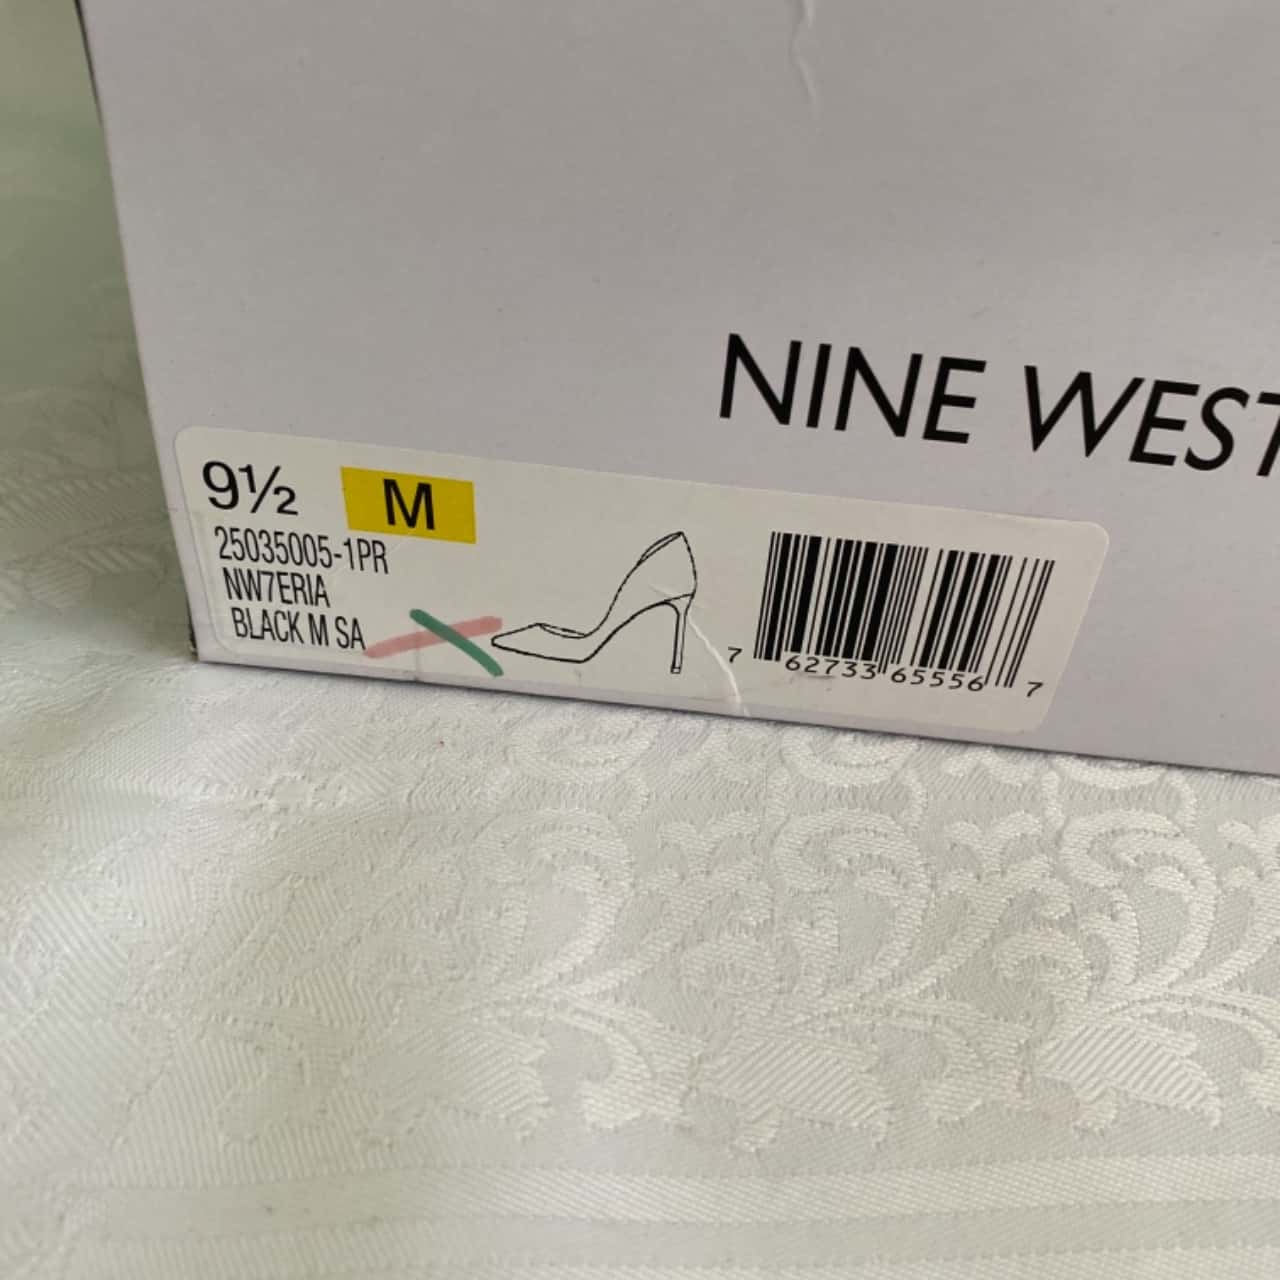 NINE WEST
9½ M
25035005-1PR
NW7ERIA
BLACK M SA
7 62733 65556 7